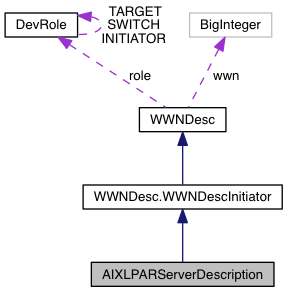 DevRole
TARGET
SWITCH
INITIATOR
BigInteger
role
wwn
WWNDesc
WWNDesc.WWNDescInitiator
AIXLPARServerDescription